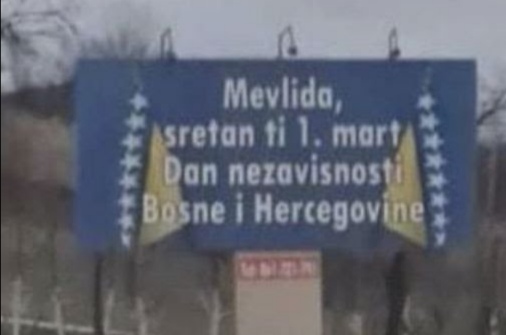 Mevlida,
sretan ti 1. mart
Dan nezavisnosti
Bosne i Hercegovine